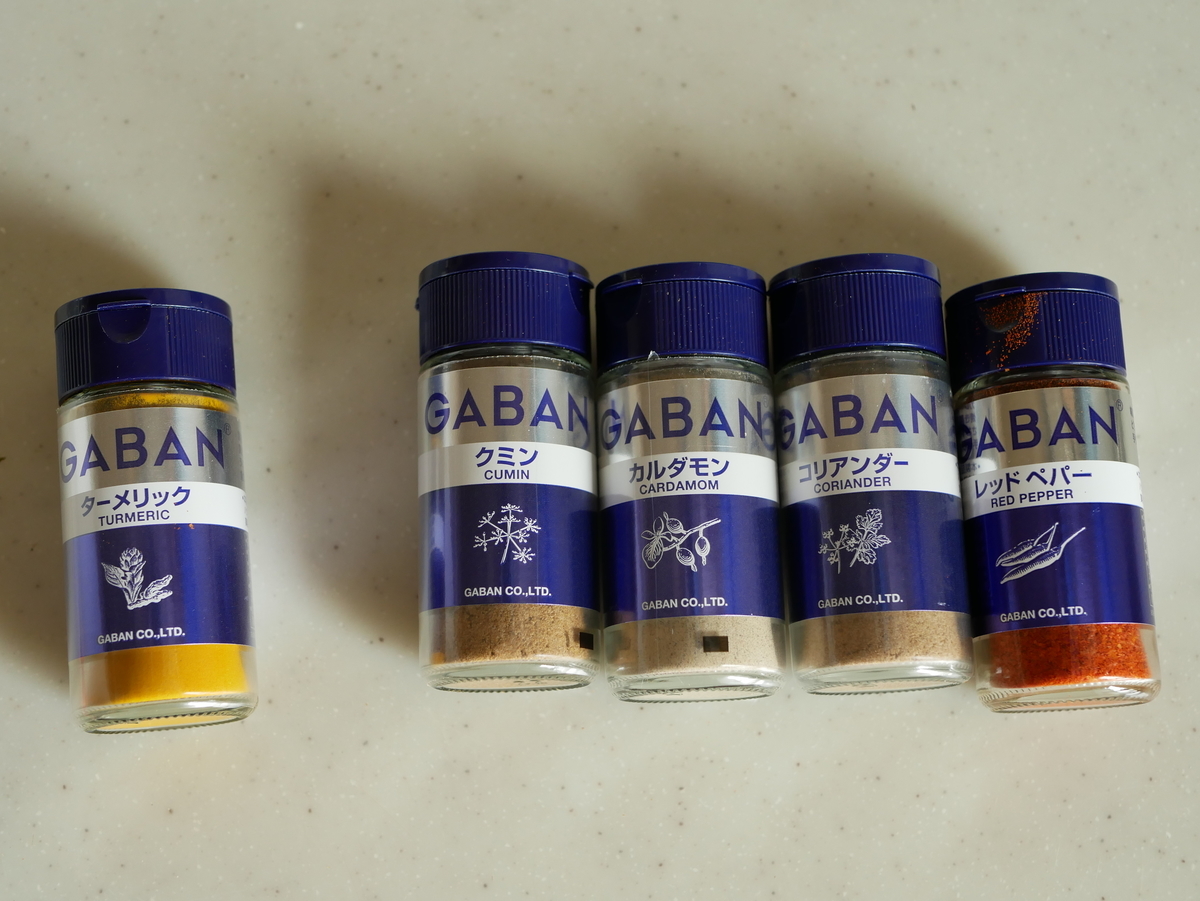 GABAN®
ターメリック
TURMERIC
GABAN CO.,LTD.
GABAN
クミン
CUMIN
GABAN CO.,LTD.
GABAN
カルダモン
CARDAMOM
GABAN CO.,LTD.
GABAN
コリアンダー
CORIANDER
GABAN CO.,LTD.
GABAN®
レッドペパー
RED PEPPER
GABAN CO.,LTD.